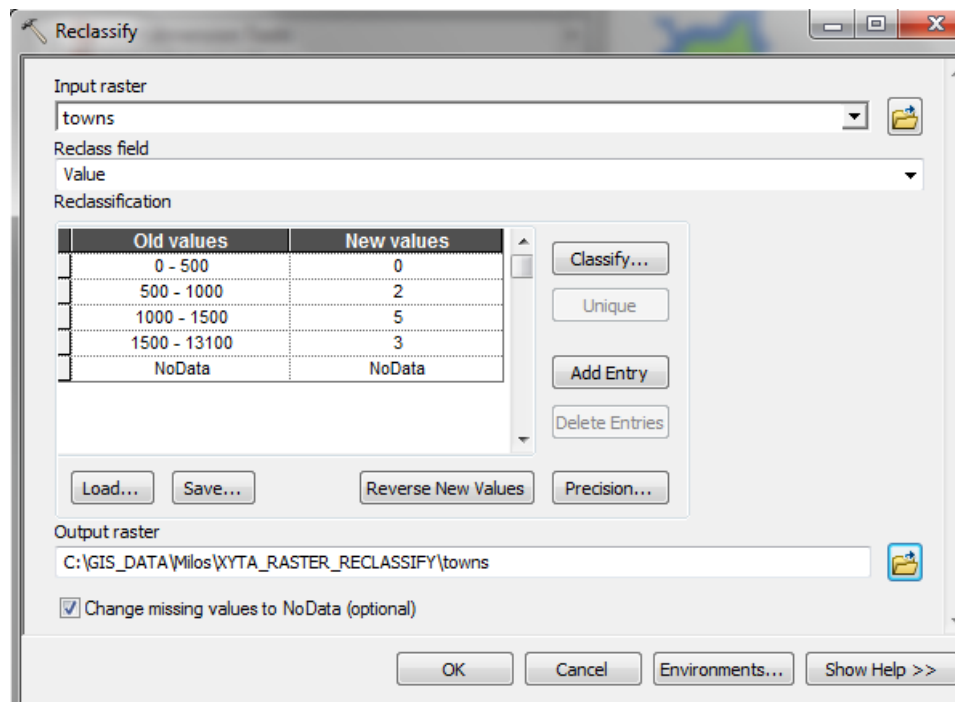 Reclassify
Input raster
towns
Reclass field
Value
Reclassification
Old values New values
0 - 500 0
500 - 1000 2
1000 - 1500 5
1500 - 13100 3
NoData NoData
Classify...
Unique
Add Entry
Delete Entries
Load... Save... Reverse New Values Precision...
Output raster
C:\GIS_DATA\Milos\XYTA_RASTER_RECLASSIFY\towns
Change missing values to NoData (optional)
OK Cancel Environments... Show Help >>